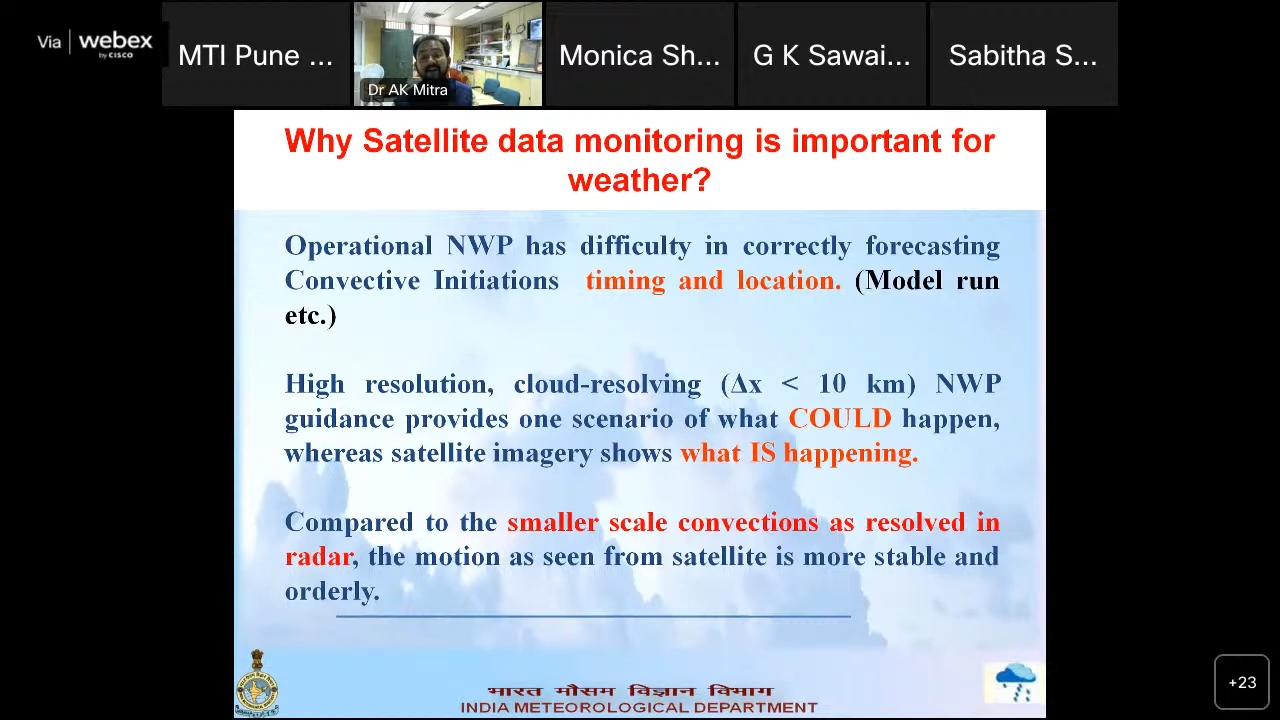 Via webex
by CISCO
MTI Pune ...
Dr AK Mitra
Monica Sh...
G K Sawai...
Sabitha S...
Why Satellite data monitoring is important for
weather?
Operational NWP has difficulty in correctly forecasting
Convective Initiations timing and location. (Model run
etc.)
High resolution, cloud-resolving (Δx < 10 km) NWP
guidance provides one scenario of what COULD happen,
whereas satellite imagery shows what IS happening.
Compared to the smaller scale convections as resolved in
radar, the motion as seen from satellite is more stable and
orderly.
भारत मौसम विज्ञान विभाग
INDIA METEOROLOGICAL DEPARTMENT
+23